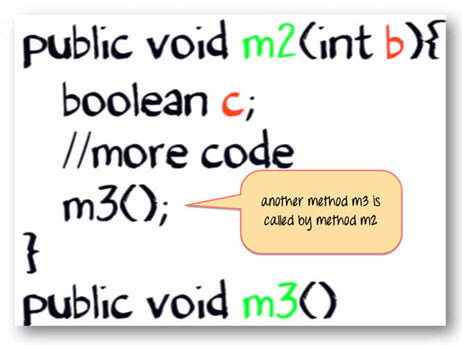 public void m2(int b){
boolean c;
//more code
m3();
another method m3 is
called by method m2
}
public void m3()